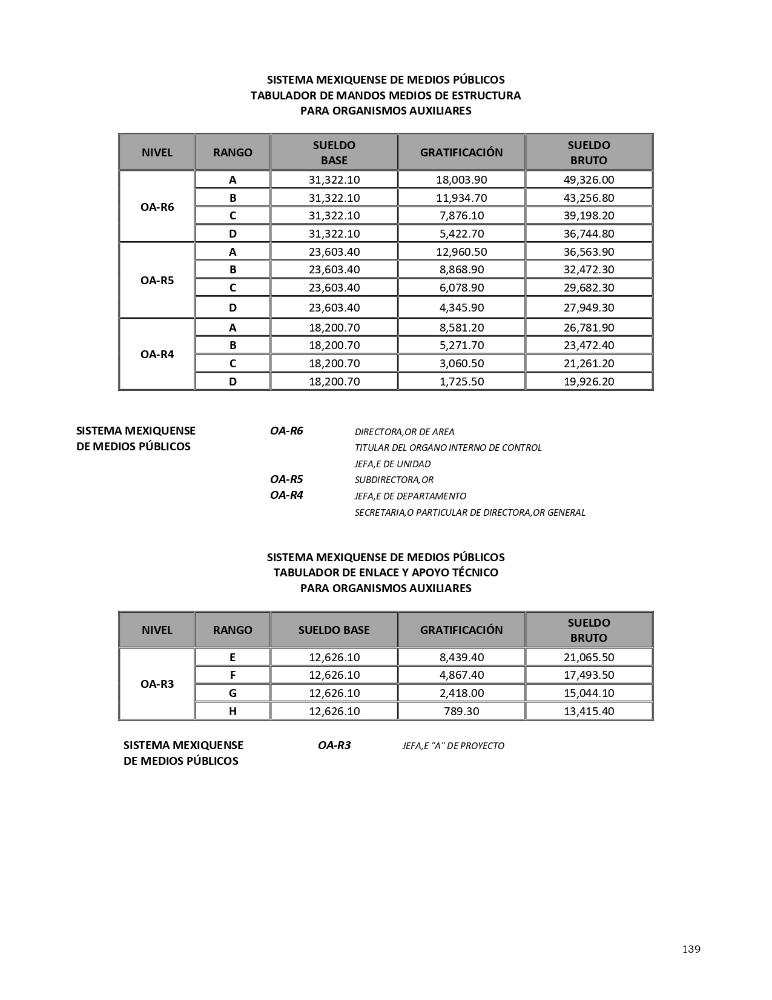 SISTEMA MEXIQUENSE DE MEDIOS PÚBLICOS
TABULADOR DE MANDOS MEDIOS DE ESTRUCTURA
PARA ORGANISMOS AUXILIARES
NIVEL RANGO SUELDO BASE GRATIFICACIÓN SUELDO BRUTO
OA-R6
A 31,322.10 18,003.90 49,326.00
B 31,322.10 11,934.70 43,256.80
C 31,322.10 7,876.10 39,198.20
D 31,322.10 5,422.70 36,744.80
OA-R5
A 23,603.40 12,960.50 36,563.90
B 23,603.40 8,868.90 32,472.30
C 23,603.40 6,078.90 29,682.30
D 23,603.40 4,345.90 27,949.30
OA-R4
A 18,200.70 8,581.20 26,781.90
B 18,200.70 5,271.70 23,472.40
C 18,200.70 3,060.50 21,261.20
D 18,200.70 1,725.50 19,926.20
SISTEMA MEXIQUENSE OA-R6 DIRECTORA,OR DE AREA
DE MEDIOS PÚBLICOS TITULAR DEL ORGANO INTERNO DE CONTROL
JEFA,E DE UNIDAD
OA-R5 SUBDIRECTORA,OR
OA-R4 JEFA,E DE DEPARTAMENTO
SECRETARIA,O PARTICULAR DE DIRECTORA,OR GENERAL
SISTEMA MEXIQUENSE DE MEDIOS PÚBLICOS
TABULADOR DE ENLACE Y APOYO TÉCNICO
PARA ORGANISMOS AUXILIARES
NIVEL RANGO SUELDO BASE GRATIFICACIÓN SUELDO BRUTO
OA-R3
E 12,626.10 8,439.40 21,065.50
F 12,626.10 4,867.40 17,493.50
G 12,626.10 2,418.00 15,044.10
H 12,626.10 789.30 13,415.40
SISTEMA MEXIQUENSE OA-R3 JEFA,E "A" DE PROYECTO
DE MEDIOS PÚBLICOS
139